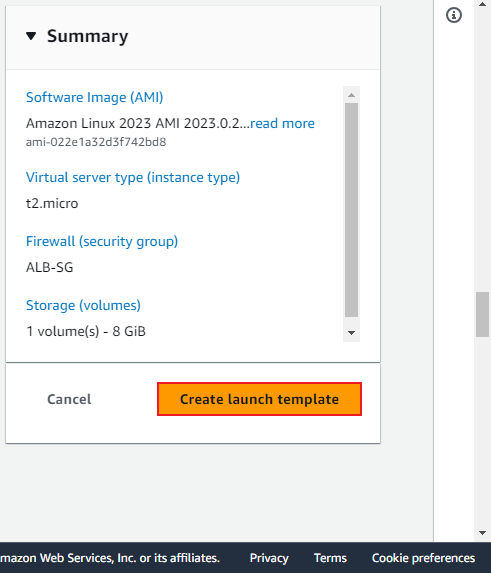 Summary
Software Image (AMI)
Amazon Linux 2023 AMI 2023.0.2...read more
ami-022e1a32d3f742bd8
Virtual server type (instance type)
t2.micro
Firewall (security group)
ALB-SG
Storage (volumes)
1 volume(s) - 8 GiB
Cancel Create launch template
mazon Web Services, Inc. or its affiliates. Privacy Terms Cookie preferences